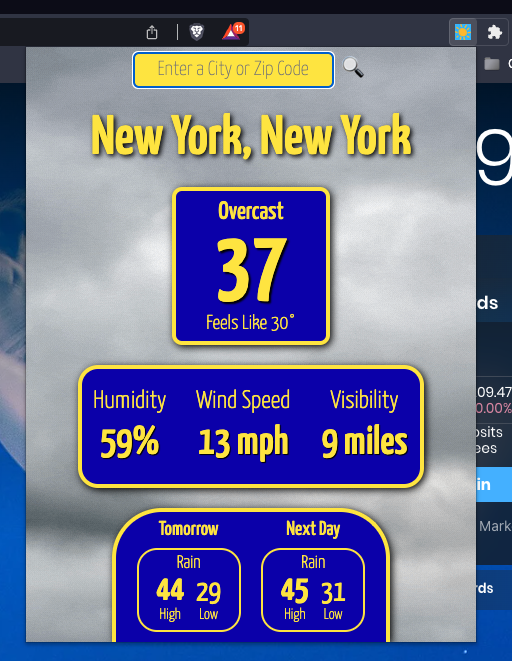 11
Enter a City or Zip Code
New York, New York
Overcast
37
Feels Like 30°
Humidity Wind Speed Visibility
59% 13 mph 9 miles
Tomorrow Next Day
Rain Rain
44 29 45 31
High Low High Low
ds
09.47
0.00%
osits
ees
in
Mark
rds